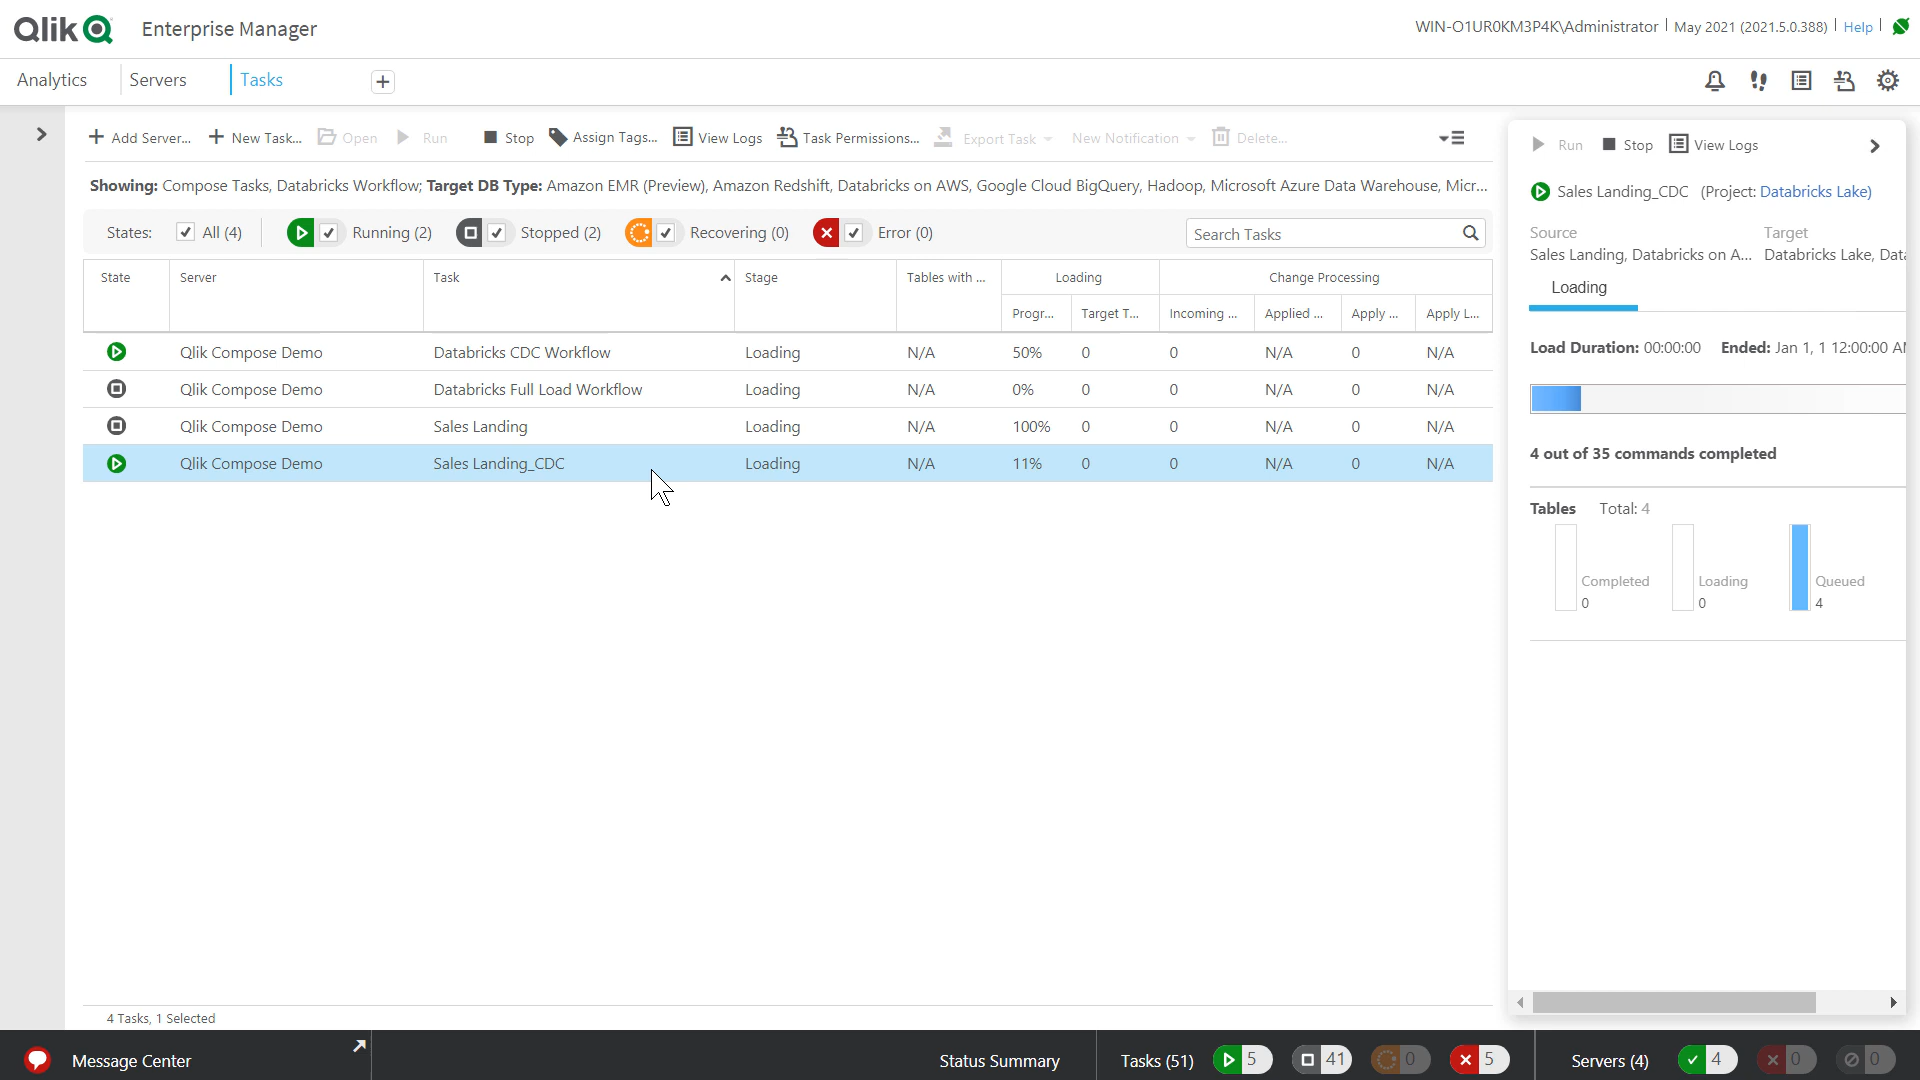 Qlik Enterprise Manager
WIN-O1UR0KM3P4K\Administrator | May 2021 (2021.5.0.388) | Help |
Analytics Servers Tasks +
Add Server... New Task... Open Run Stop Assign Tags... View Logs Task Permissions... Export Task New Notification Delete...
Showing: Compose Tasks, Databricks Workflow; Target DB Type: Amazon EMR (Preview), Amazon Redshift, Databricks on AWS, Google Cloud BigQuery, Hadoop, Microsoft Azure Data Warehouse, Micr...
States: All (4) Running (2) Stopped (2) Recovering (0) Error (0) Search Tasks
State Server Task Stage Tables with ... Loading Change Processing
Progr... Target T... Incoming ... Applied ... Apply ... Apply L...
Qlik Compose Demo Databricks CDC Workflow Loading N/A 50% 0 0 N/A 0 N/A
Qlik Compose Demo Databricks Full Load Workflow Loading N/A 0% 0 0 N/A 0 N/A
Qlik Compose Demo Sales Landing Loading N/A 100% 0 0 N/A 0 N/A
Qlik Compose Demo Sales Landing_CDC Loading N/A 11% 0 0 N/A 0 N/A
4 Tasks, 1 Selected
Run Stop View Logs
Sales Landing_CDC (Project: Databricks Lake)
Source Target
Sales Landing, Databricks on A... Databricks Lake, Data
Loading
Load Duration: 00:00:00 Ended: Jan 1, 1 12:00:00 AM
4 out of 35 commands completed
Tables Total: 4
Completed Loading Queued
0 0 4
Message Center Status Summary Tasks (51) 5 41 0 5 Servers (4) 4 0 0